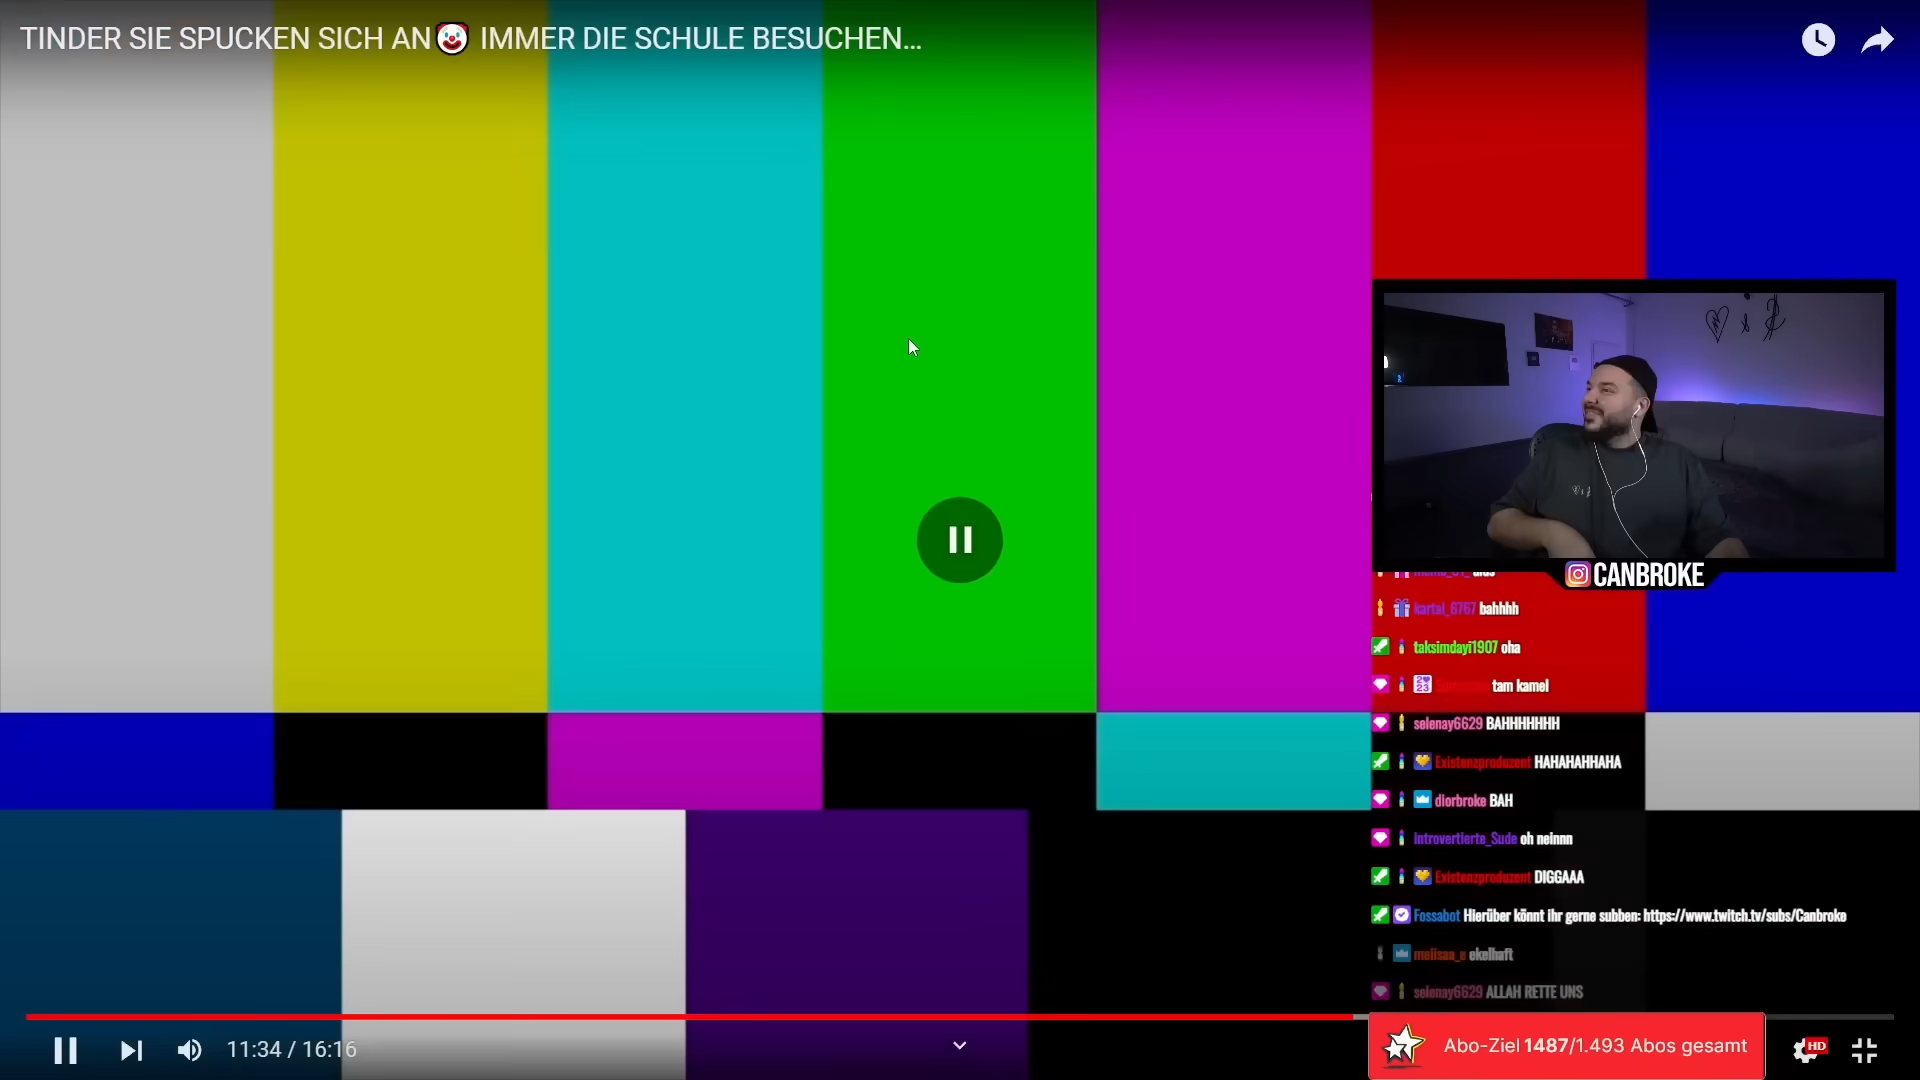 TINDER SIE SPUCKEN SICH AN🤡 IMMER DIE SCHULE BESUCHEN...
CANBROKE
kartal_6767 bahhhh
taksimdayi1907 oha
tam kamel
selenay6629 BAHHHHHHH
Existenzproduzent HAHAHAHHAHA
diorbroke BAH
Introvertierte_Sude oh neinnn
Existenzproduzent DIGGAAA
Fossabot Hierüber könnt ihr gerne subben: https://www.twitch.tv/subs/Canbroke
ekelhaft
selenay6629 ALLAH RETTE UNS
11:34 / 16:16
Abo-Ziel 1487/1.493 Abos gesamt
HD